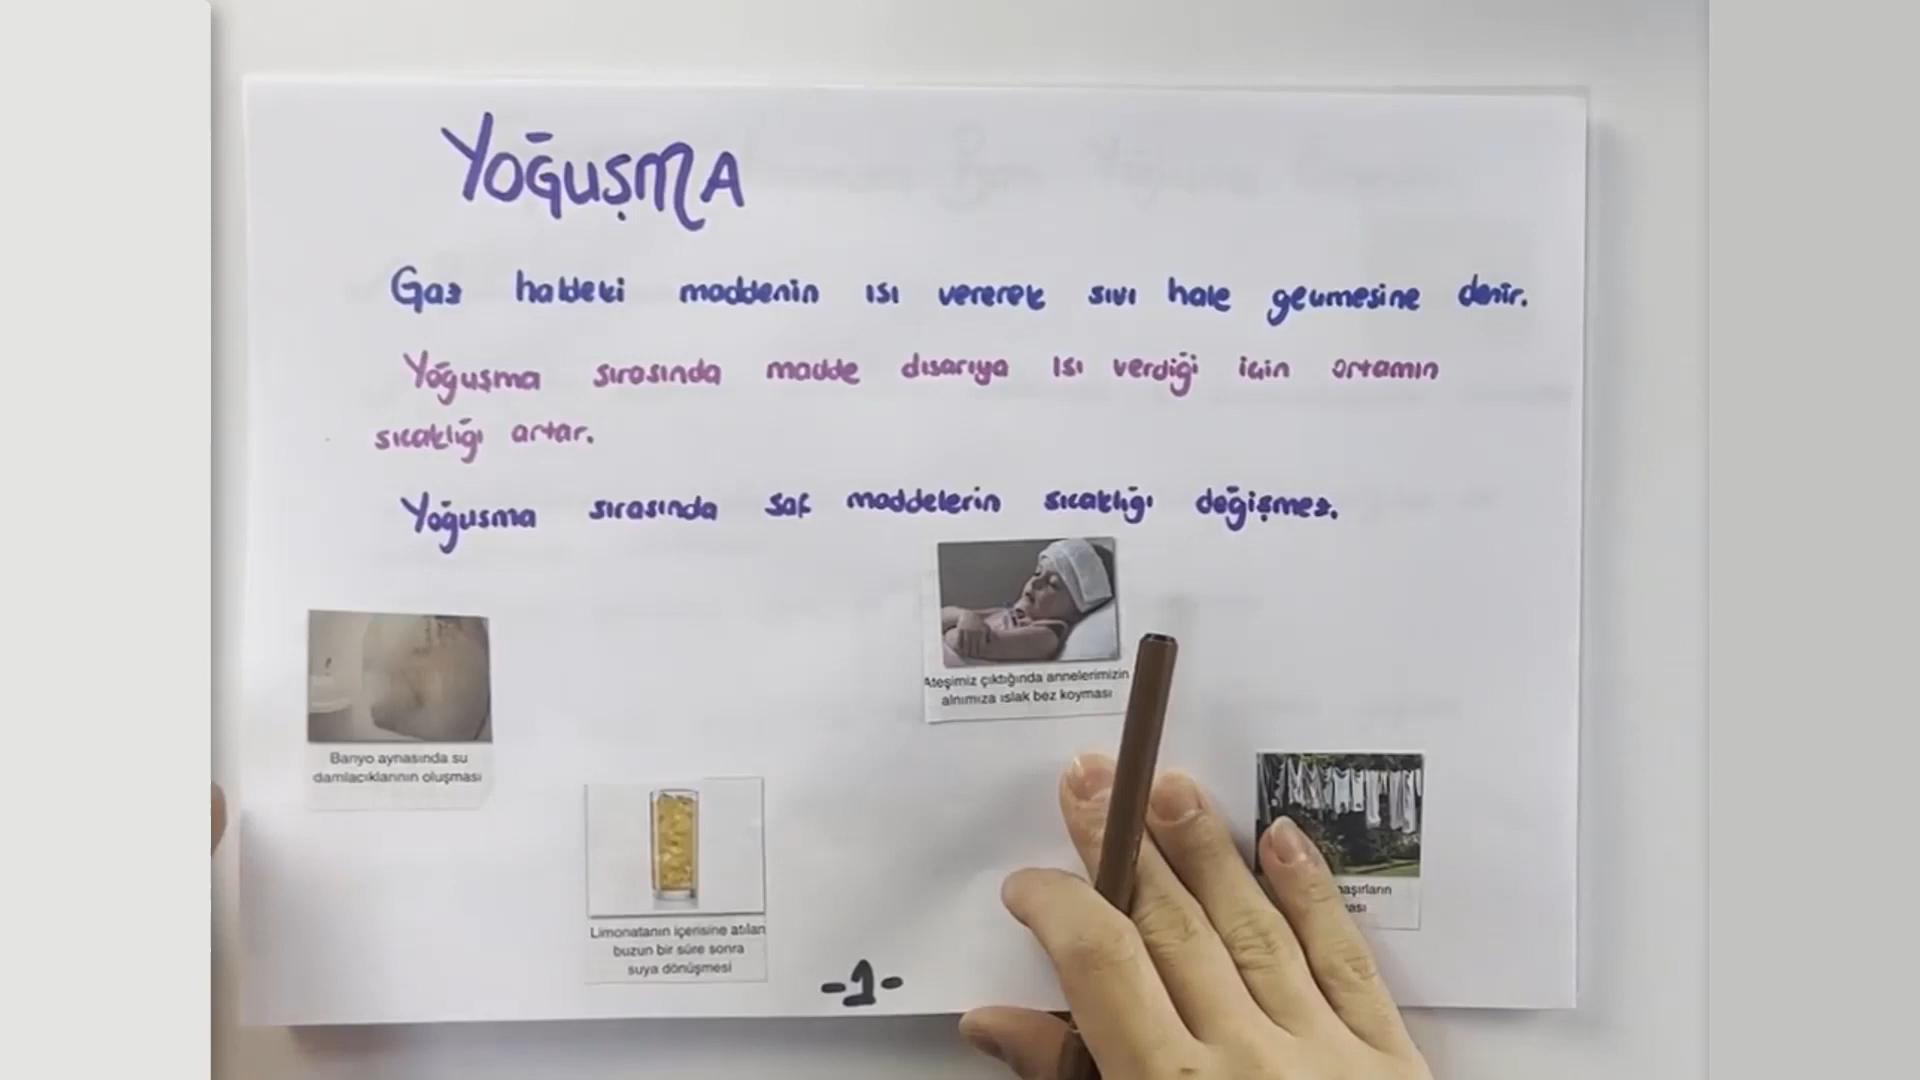 YOĞUŞMA
Gaz haldeki maddenin ısı vererek sıvı hale geçmesine denir.
Yoğuşma sırasında madde dısarıya ısı verdiği için ortamın
sıcaklığı artar.
Yoğusma sırasında saf maddelerin sıcaklığı değişmez.
Ateşimiz çıktığında annelerimizin
alnımıza ıslak bez koyması
Banyo aynasında su
damlacıklarının oluşması
Limonatanın içerisine atılan
buzun bir süre sonra
suya dönüşmesi
-1-